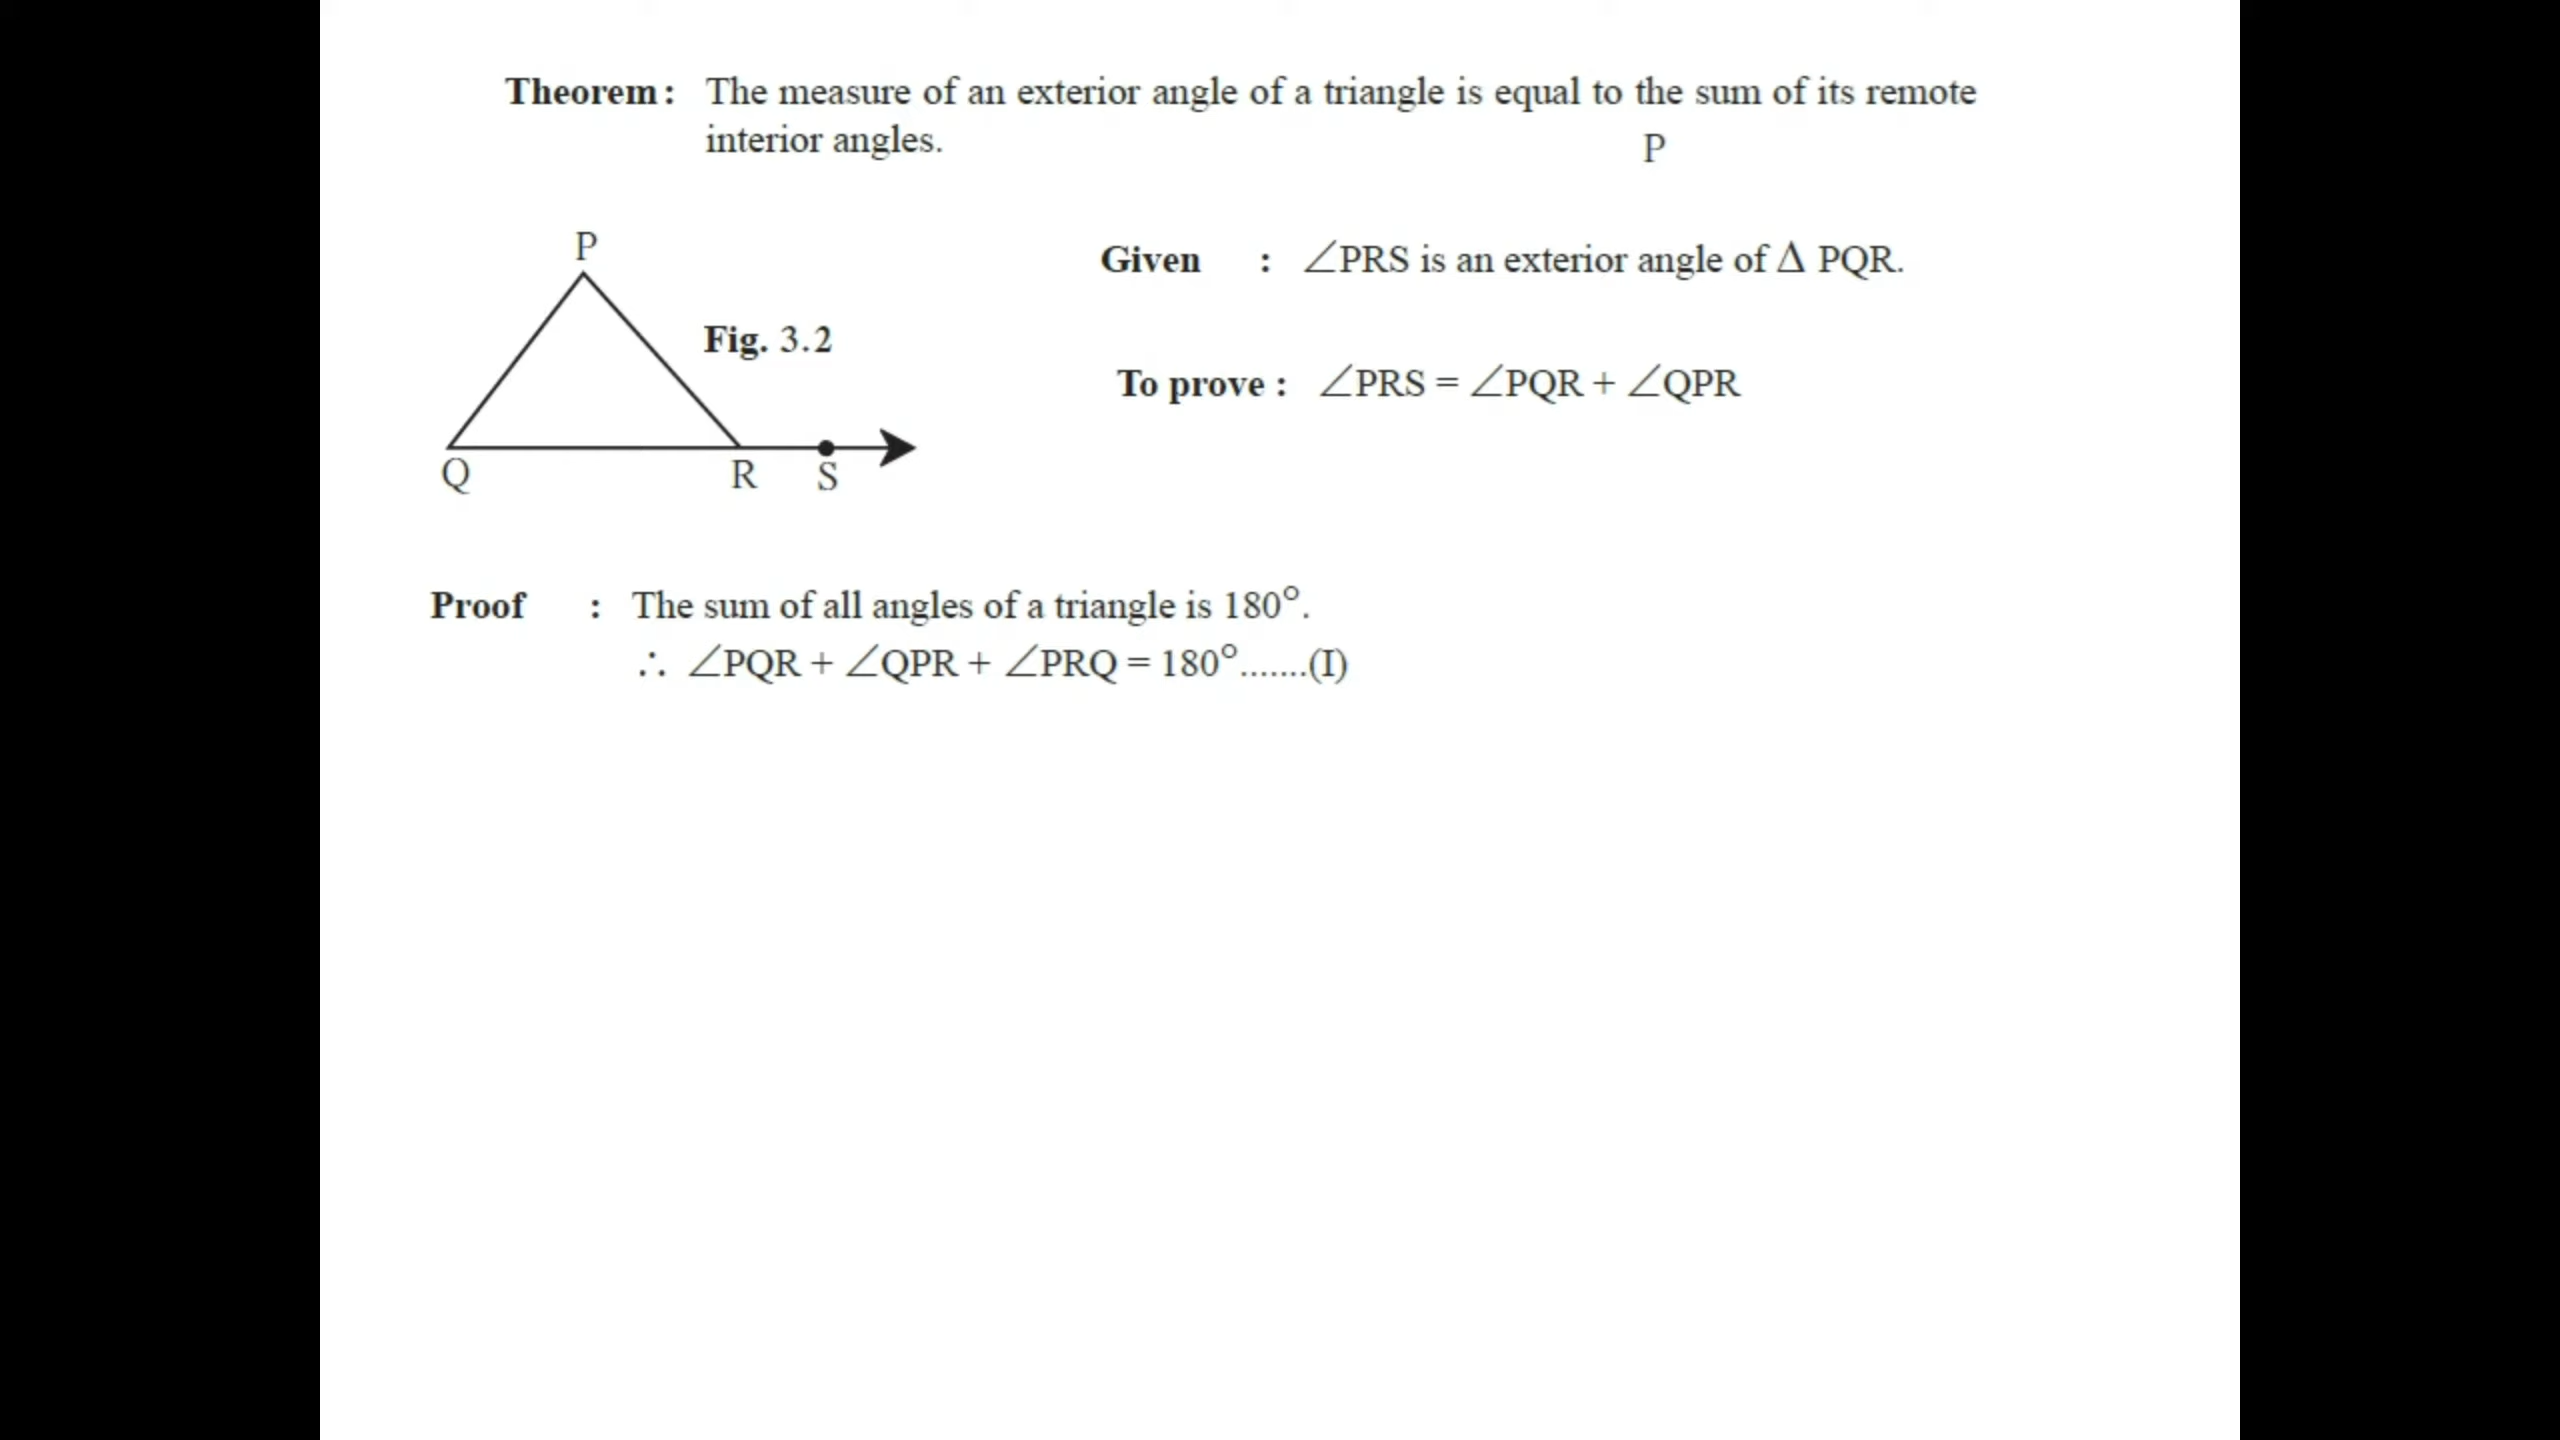 Theorem : The measure of an exterior angle of a triangle is equal to the sum of its remote
interior angles.
P
P
Given : ∠PRS is an exterior angle of Δ PQR.
Fig. 3.2
To prove : ∠PRS = ∠PQR + ∠QPR
Q R S
Proof : The sum of all angles of a triangle is 180°.
∴ ∠PQR + ∠QPR + ∠PRQ = 180°.......(I)